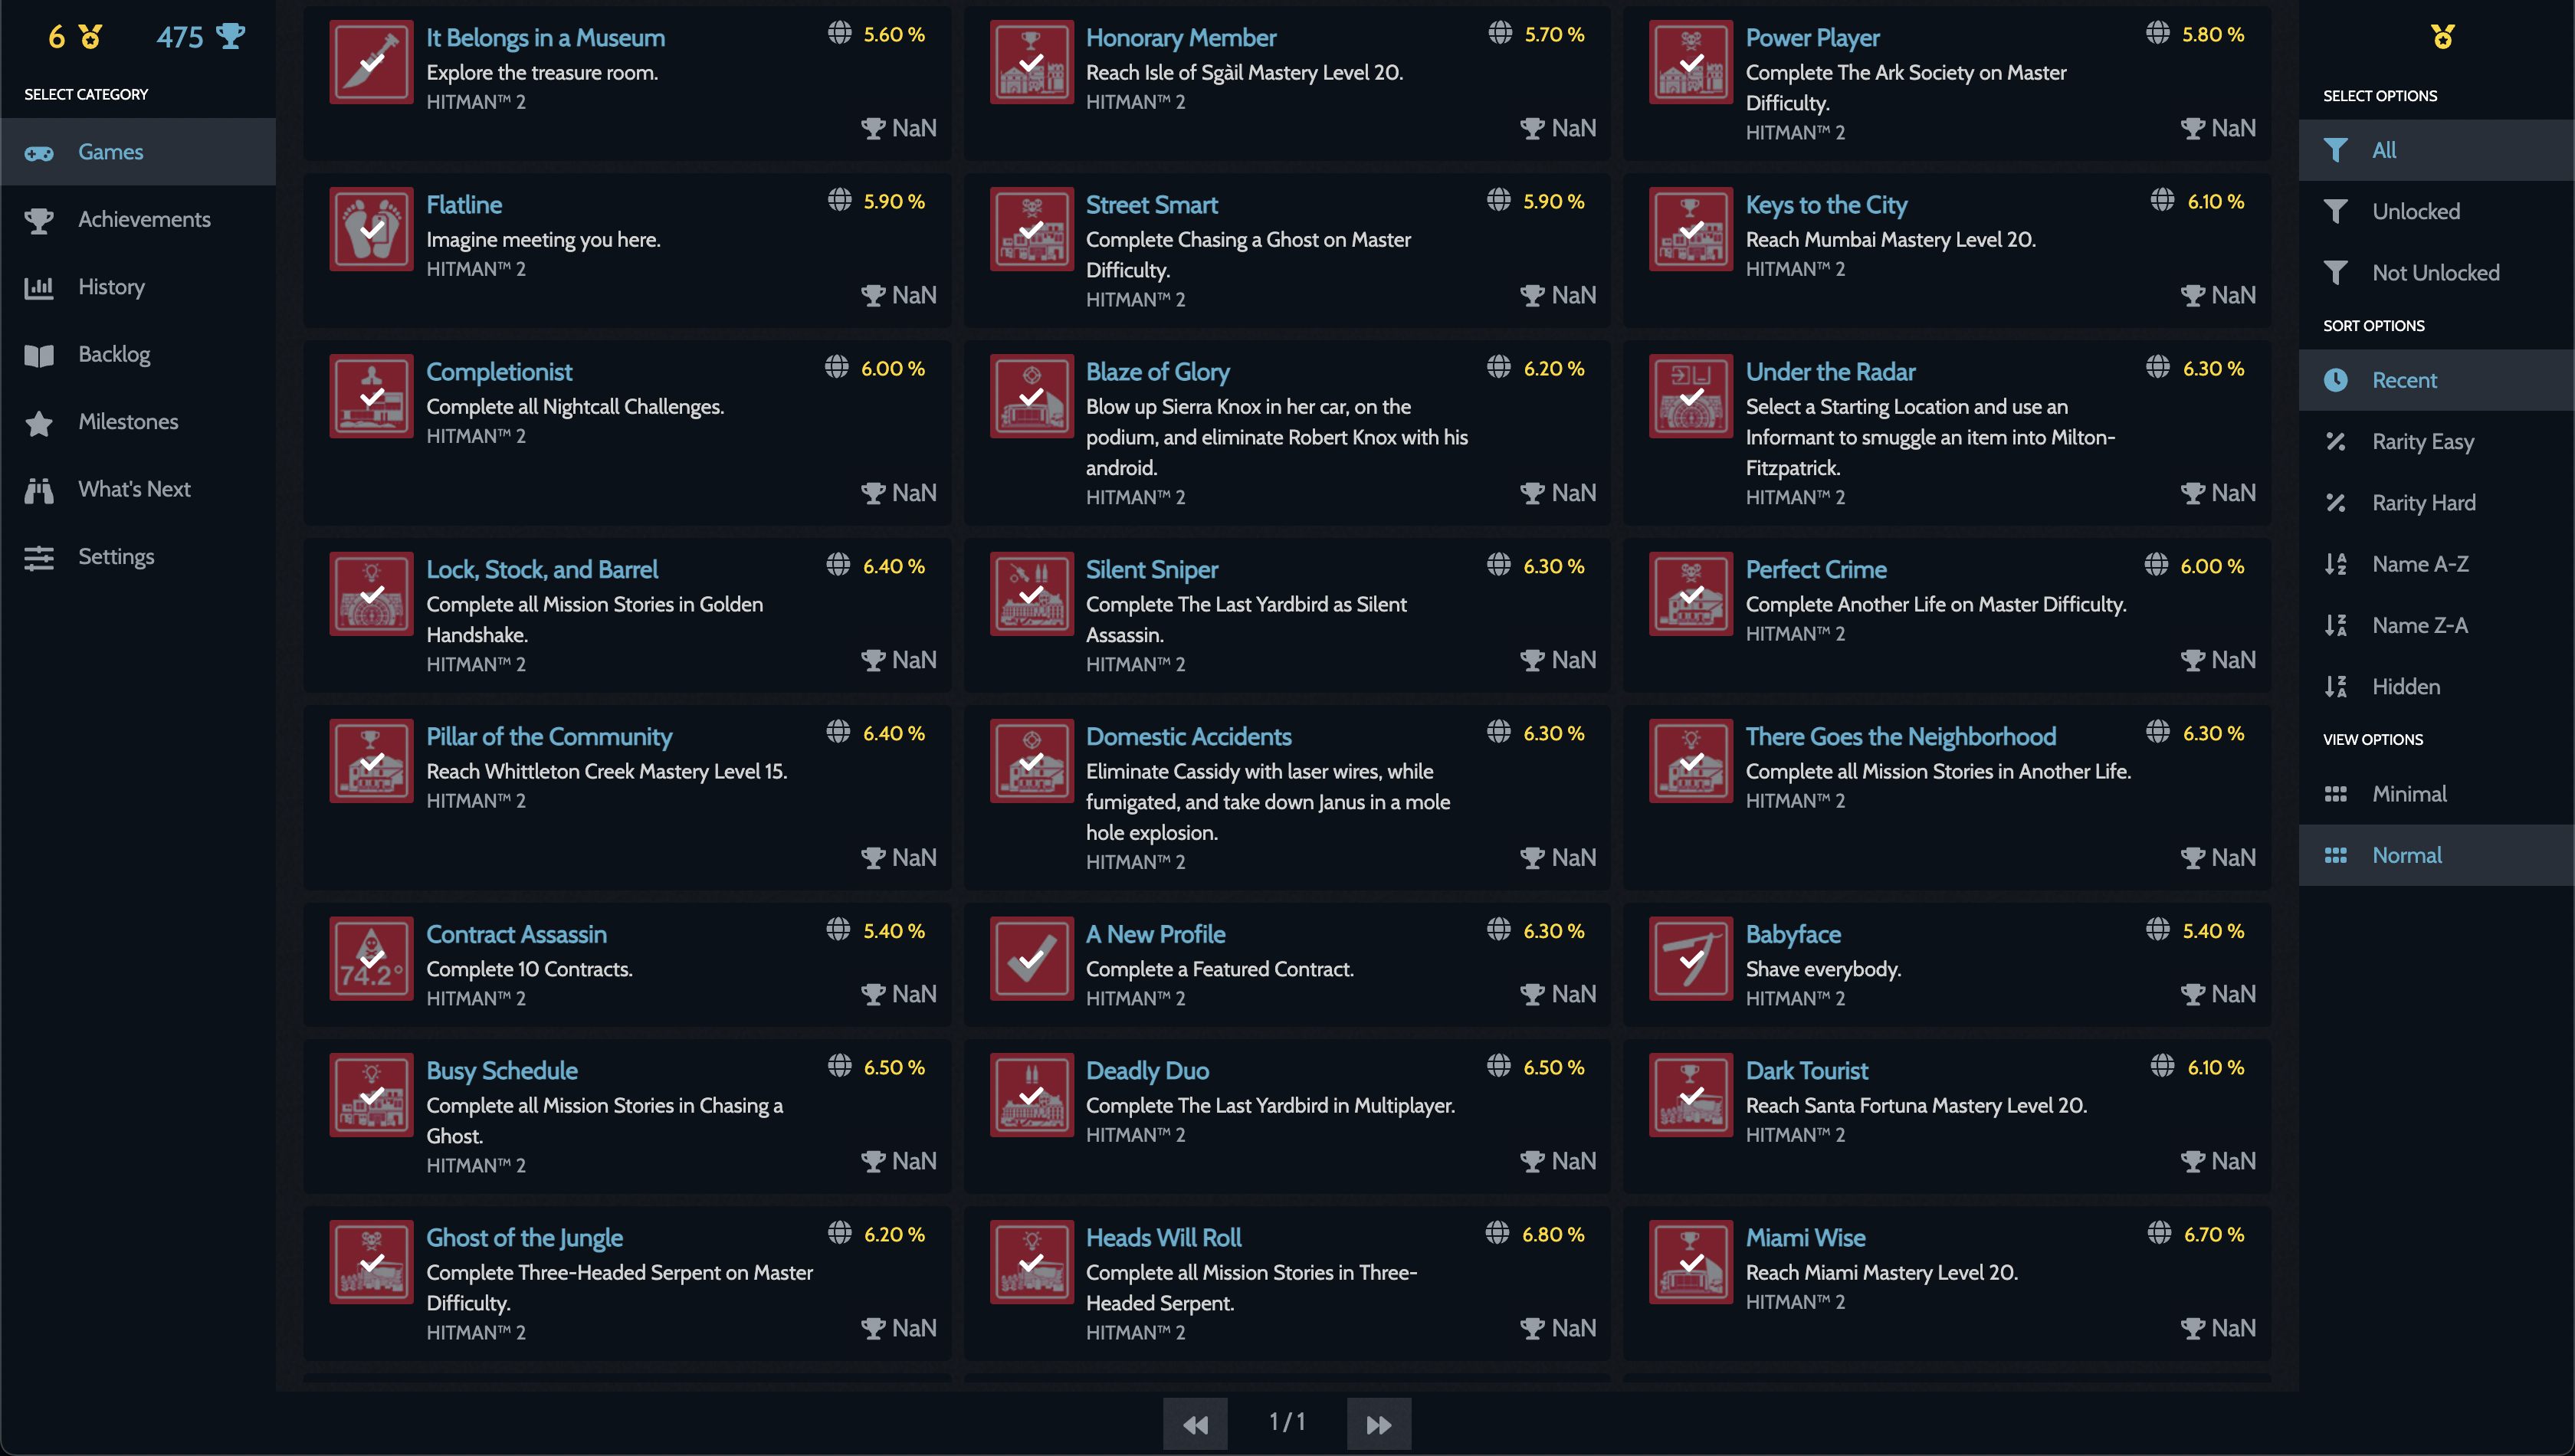 6
475
SELECT CATEGORY
Games
Achievements
History
Backlog
Milestones
What's Next
Settings
It Belongs in a Museum
5.60 %
Explore the treasure room.
HITMAN™ 2
NaN
Honorary Member
5.70 %
Reach Isle of Sgàil Mastery Level 20.
HITMAN™ 2
NaN
Power Player
5.80 %
Complete The Ark Society on Master
Difficulty.
HITMAN™ 2
NaN
Flatline
5.90 %
Imagine meeting you here.
HITMAN™ 2
NaN
Street Smart
5.90 %
Complete Chasing a Ghost on Master
Difficulty.
HITMAN™ 2
NaN
Keys to the City
6.10 %
Reach Mumbai Mastery Level 20.
HITMAN™ 2
NaN
Completionist
6.00 %
Complete all Nightcall Challenges.
HITMAN™ 2
NaN
Blaze of Glory
6.20 %
Blow up Sierra Knox in her car, on the
podium, and eliminate Robert Knox with his
android.
HITMAN™ 2
NaN
Under the Radar
6.30 %
Select a Starting Location and use an
Informant to smuggle an item into Milton-
Fitzpatrick.
HITMAN™ 2
NaN
Lock, Stock, and Barrel
6.40 %
Complete all Mission Stories in Golden
Handshake.
HITMAN™ 2
NaN
Silent Sniper
6.30 %
Complete The Last Yardbird as Silent
Assassin.
HITMAN™ 2
NaN
Perfect Crime
6.00 %
Complete Another Life on Master Difficulty.
HITMAN™ 2
NaN
Pillar of the Community
6.40 %
Reach Whittleton Creek Mastery Level 15.
HITMAN™ 2
NaN
Domestic Accidents
6.30 %
Eliminate Cassidy with laser wires, while
fumigated, and take down Janus in a mole
hole explosion.
HITMAN™ 2
NaN
There Goes the Neighborhood
6.30 %
Complete all Mission Stories in Another Life.
HITMAN™ 2
NaN
74.2°
Contract Assassin
5.40 %
Complete 10 Contracts.
HITMAN™ 2
NaN
A New Profile
6.30 %
Complete a Featured Contract.
HITMAN™ 2
NaN
Babyface
5.40 %
Shave everybody.
HITMAN™ 2
NaN
Busy Schedule
6.50 %
Complete all Mission Stories in Chasing a
Ghost.
HITMAN™ 2
NaN
Deadly Duo
6.50 %
Complete The Last Yardbird in Multiplayer.
HITMAN™ 2
NaN
Dark Tourist
6.10 %
Reach Santa Fortuna Mastery Level 20.
HITMAN™ 2
NaN
Ghost of the Jungle
6.20 %
Complete Three-Headed Serpent on Master
Difficulty.
HITMAN™ 2
NaN
Heads Will Roll
6.80 %
Complete all Mission Stories in Three-
Headed Serpent.
HITMAN™ 2
NaN
Miami Wise
6.70 %
Reach Miami Mastery Level 20.
HITMAN™ 2
NaN
1 / 1
SELECT OPTIONS
All
Unlocked
Not Unlocked
SORT OPTIONS
Recent
Rarity Easy
Rarity Hard
Name A-Z
Name Z-A
Hidden
VIEW OPTIONS
Minimal
Normal